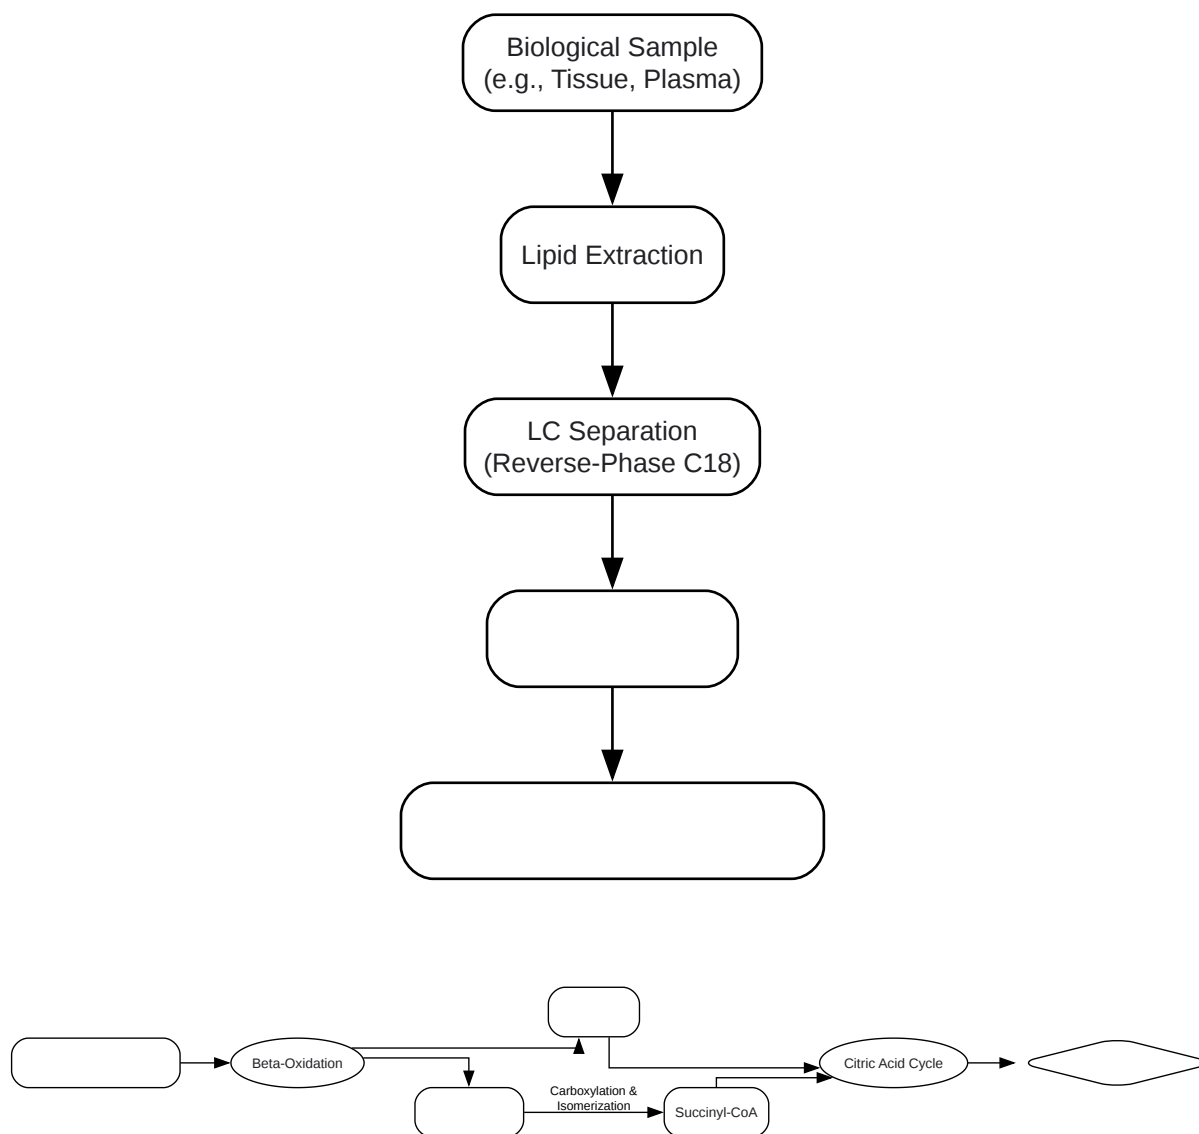 Biological Sample
(e.g., Tissue, Plasma)
Lipid Extraction
LC Separation
(Reverse-Phase C18)
Beta-Oxidation
Citric Acid Cycle
Carboxylation &
Isomerization
Succinyl-CoA